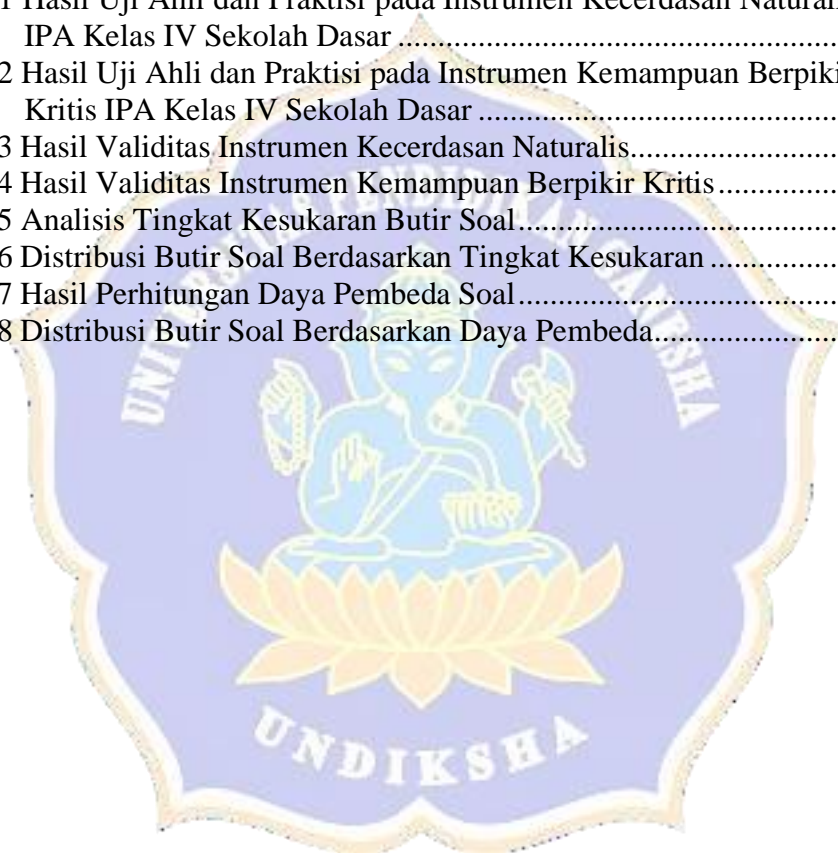 1 Hasil Uji Ahli dan Praktisi pada Instrumen Kecerdasan
IPA Kelas IV Sekolah Dasar ..........................................................
2 Hasil Uji Ahli dan Praktisi pada Instrumen Kemampuan
Kritis IPA Kelas IV Sekolah Dasar ...............................................
3 Hasil Validitas Instrumen Kecerdasan Naturalis...........................
4 Hasil Validitas Instrumen Kemampuan Berpikir Kritis................
5 Analisis Tingkat Kesukaran Butir Soal..........................................
6 Distribusi Butir Soal Berdasarkan Tingkat Kesukaran .................
7 Hasil Perhitungan Daya Pembeda Soal..........................................
8 Distribusi Butir Soal Berdasarkan Daya Pembeda.......................
UNIVERSITAS PENDIDIKAN GANESHA
UNDIKSHA